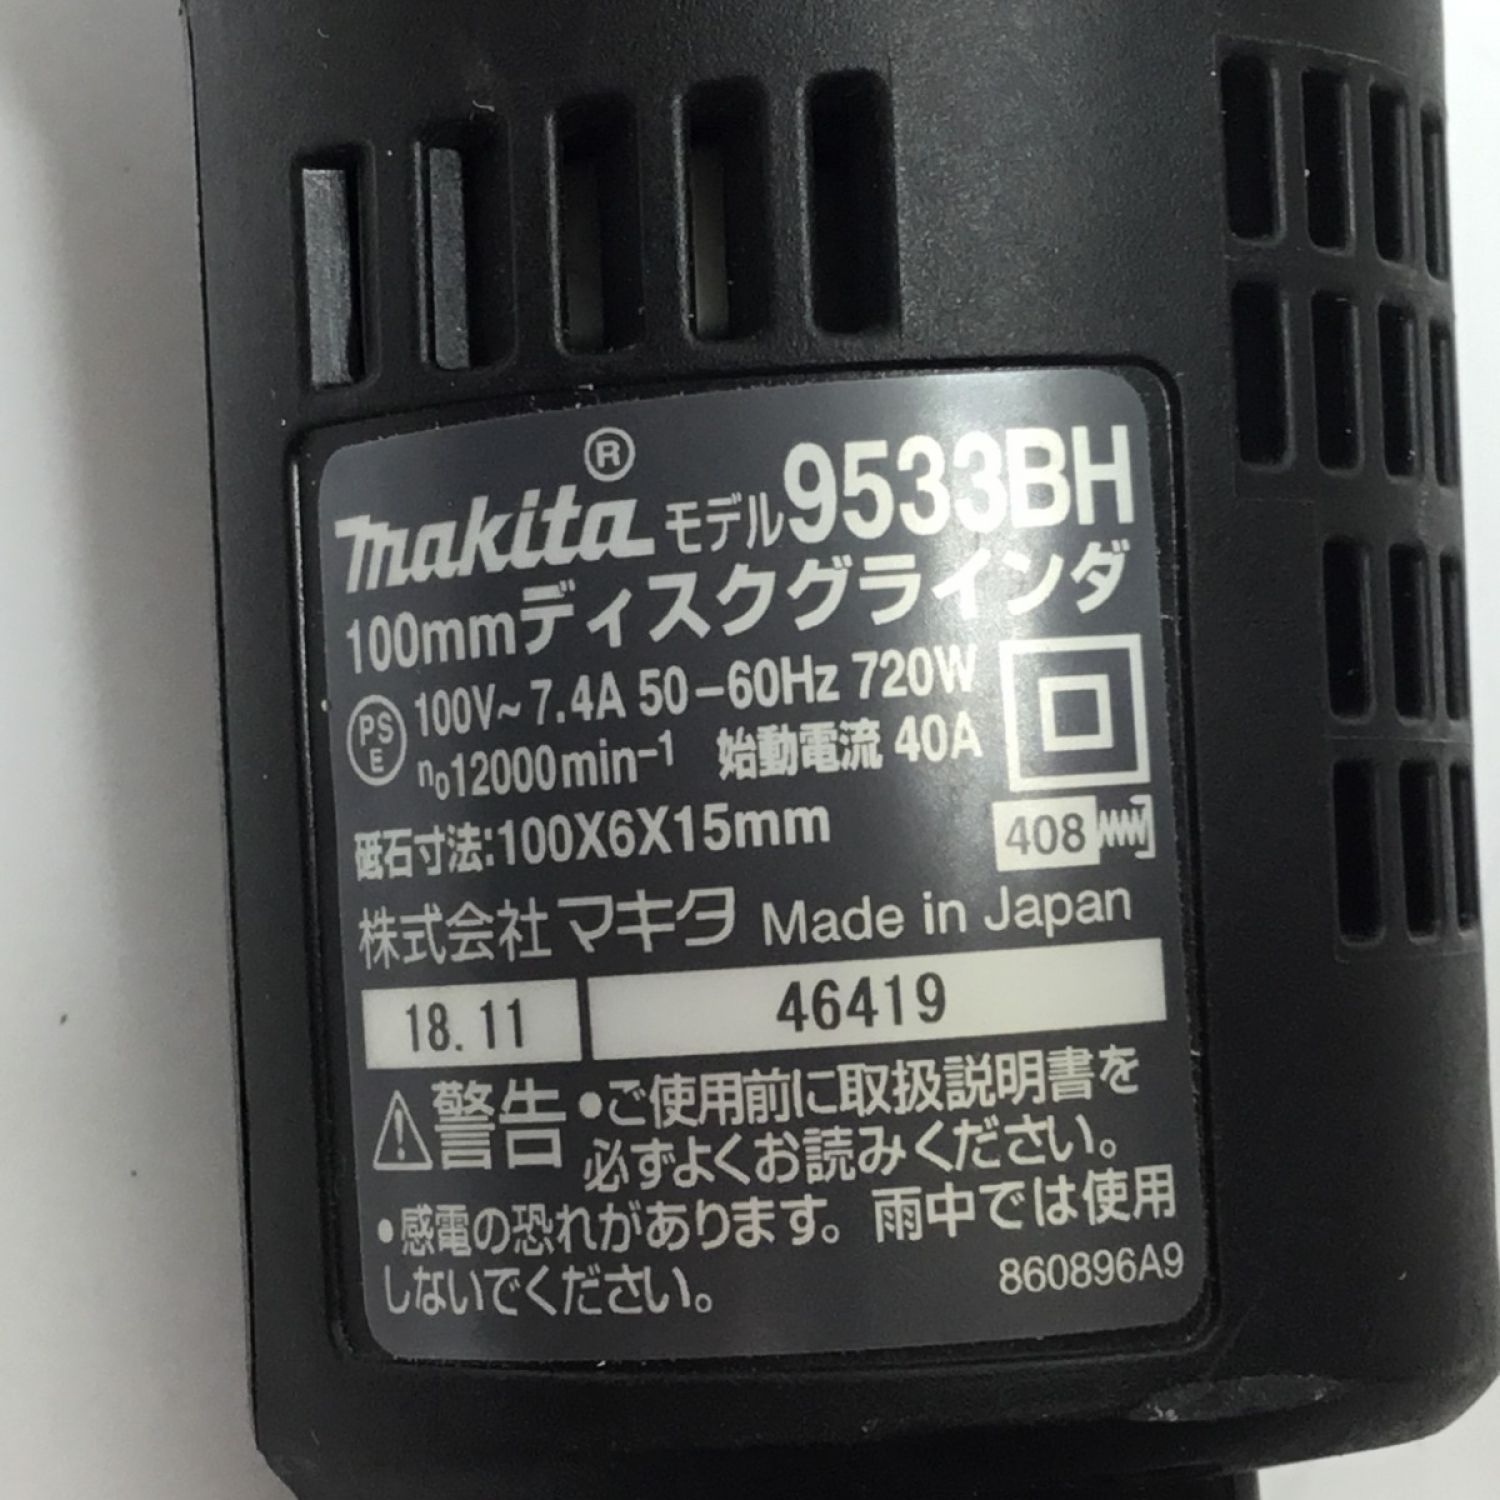 ®
makita モデル 9533BH
100mmディスクグラインダ
PSE 100V~ 7.4A 50-60Hz 720W
n₀12000min⁻¹ 始動電流 40A
砥石寸法:100X6X15mm 408
株式会社 マキタ Made in Japan
18.11 46419
警告 •ご使用前に取扱説明書を
必ずよくお読みください。
•感電の恐れがあります。雨中では使用
しないでください。 860896A9